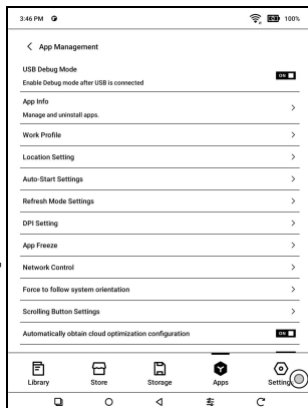 3:46 PM
100%
App Management
USB Debug Mode
Enable Debug mode after USB is connected
ON
App Info
Manage and uninstall apps.
Work Profile
Location Setting
Auto-Start Settings
Refresh Mode Settings
DPI Setting
App Freeze
Network Control
Force to follow system orientation
Scrolling Button Settings
Automatically obtain cloud optimization configuration
ON
Library
Store
Storage
Apps
Setting